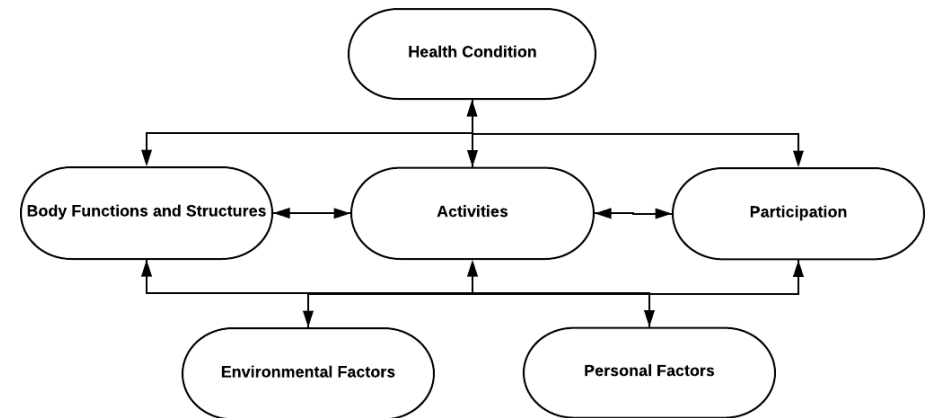 Health Condition
Body Functions and Structures
Activities
Participation
Environmental Factors
Personal Factors